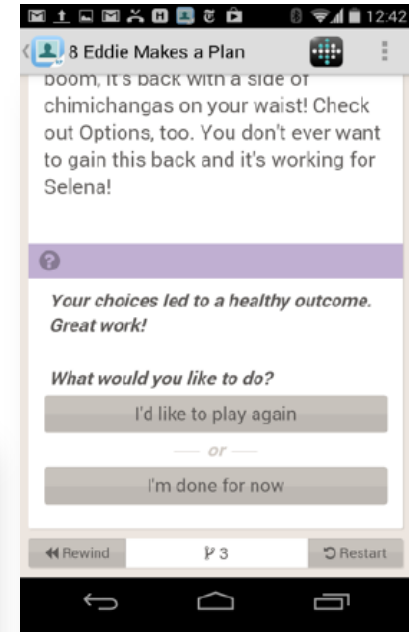 12:42
8 Eddie Makes a Plan
boom, it's back with a side of
chimichangas on your waist! Check
out Options, too. You don't ever want
to gain this back and it's working for
Selena!
Your choices led to a healthy outcome.
Great work!
What would you like to do?
I'd like to play again
or
I'm done for now
Rewind
3
Restart